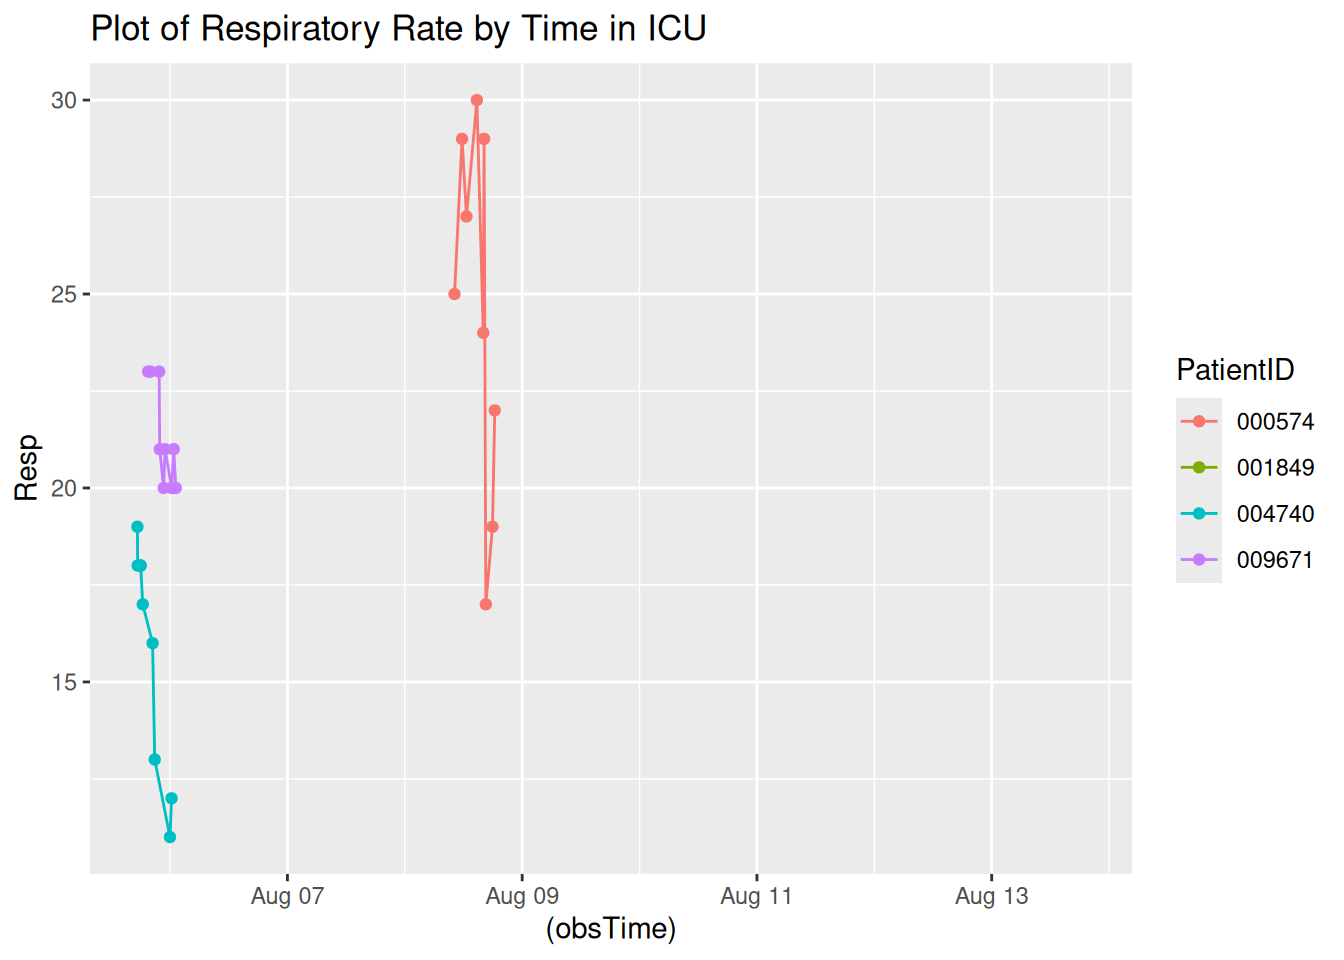 Plot of Respiratory Rate by Time in ICU
30
25
20
15
Resp
Aug 07
Aug 09
Aug 11
Aug 13
(obsTime)
PatientID
000574
001849
004740
009671